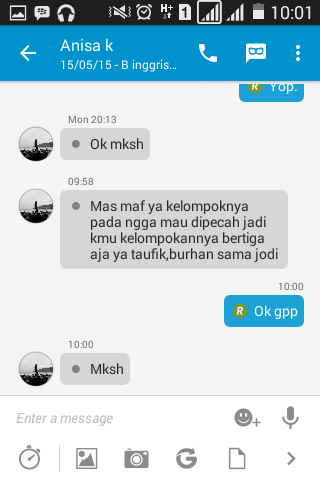 1
10:01
Anisa k
15/05/15 - B inggris...
R Yop.
Mon 20:13
Ok mksh
09:58
Mas maf ya kelompoknya
pada ngga mau dipecah jadi
kmu kelompokannya bertiga
aja ya taufik,burhan sama jodi
10:00
R Ok gpp
10:00
Mksh
Enter a message